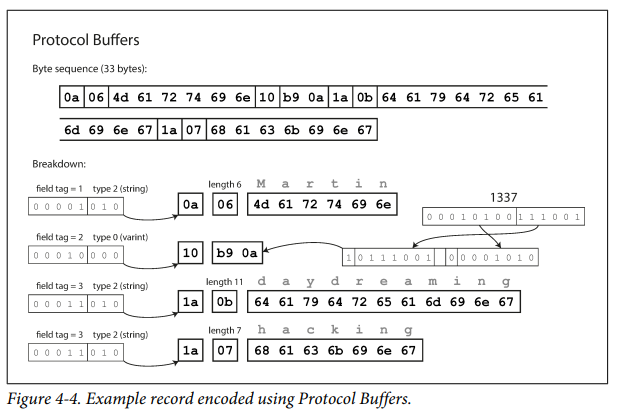 Protocol Buffers
Byte sequence (33 bytes):
0a 06 4d 61 72 74 69 6e 10 b9 0a 1a 0b 64 61 79 64 72 65 61
6d 69 6e 67 1a 07 68 61 63 6b 69 6e 67
Breakdown:
field tag = 1 type 2 (string) length 6 M a r t i n
0 0 0 0 1 0 1 0 0a 06 4d 61 72 74 69 6e
1337
0 0 0 1 0 1 0 0 1 1 1 0 0 1
field tag = 2 type 0 (varint)
0 0 0 1 0 0 0 0 10 b9 0a 1 0 1 1 1 0 0 1 0 0 0 0 1 0 1 0
field tag = 3 type 2 (string) length 11 d a y d r e a m i n g
0 0 0 1 1 0 1 0 1a 0b 64 61 79 64 72 65 61 6d 69 6e 67
field tag = 3 type 2 (string) length 7 h a c k i n g
0 0 0 1 1 0 1 0 1a 07 68 61 63 6b 69 6e 67
Figure 4-4. Example record encoded using Protocol Buffers.